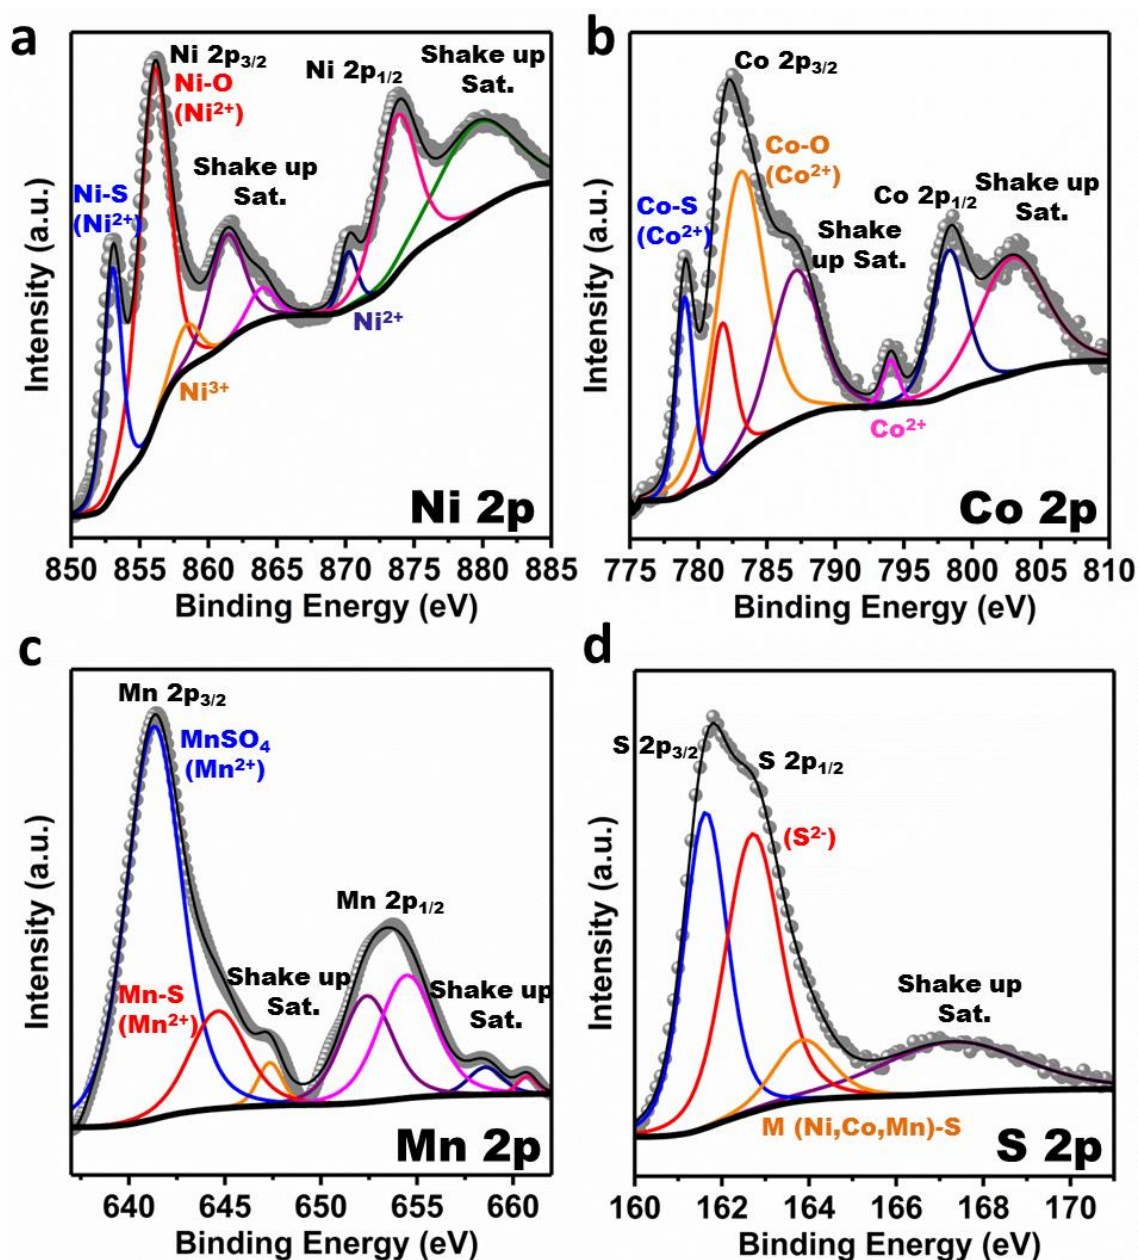 a
Ni 2p3/2
Ni-O
(Ni2+)
Ni 2p1/2
Shake up
Sat.
Shake up
Sat.
Ni-S
(Ni2+)
Ni2+
Ni3+
Ni 2p
Intensity (a.u.)
850 855 860 865 870 875 880 885
Binding Energy (eV)
b
Co 2p3/2
Co-O
(Co2+)
Co-S
(Co2+)
Co 2p1/2
Shake up
Sat.
Shake
up Sat.
Co2+
Co 2p
Intensity (a.u.)
775 780 785 790 795 800 805 810
Binding Energy (eV)
c
Mn 2p3/2
MnSO4
(Mn2+)
Mn 2p1/2
Mn-S
(Mn2+)
Shake up
Sat.
Shake up
Sat.
Mn 2p
Intensity (a.u.)
640 645 650 655 660
Binding Energy (eV)
d
S 2p3/2
S 2p1/2
(S2-)
Shake up
Sat.
M (Ni,Co,Mn)-S
S 2p
Intensity (a.u.)
160 162 164 166 168 170
Binding Energy (eV)